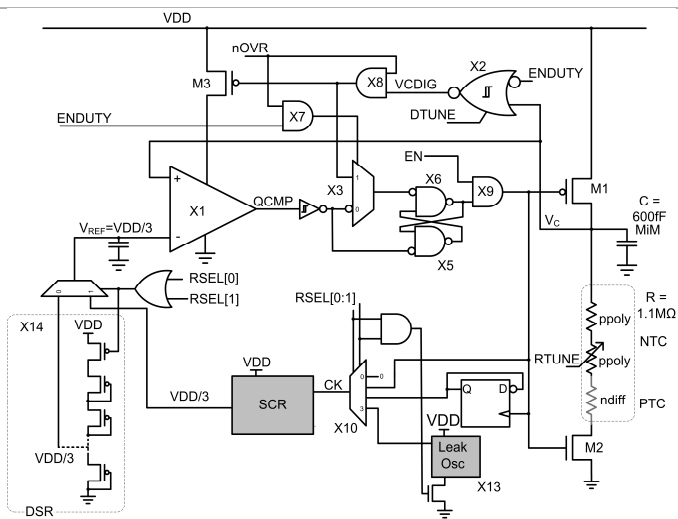 VDD
nOVR
X2
M3
X8
VCDIG
ENDUTY
ENDUTY
X7
DTUNE
EN
+
X1
-
QCMP
X3
1
0
X6
X9
M1
X5
VC
C =
600fF
MiM
VREF=VDD/3
0
1
RSEL[0]
RSEL[1]
RSEL[0:1]
R =
1.1MΩ
X14
VDD
ppoly
NTC
RTUNE
ppoly
VDD
VDD/3
SCR
CK
0
0
3
X10
Q
D
ndiff
PTC
VDD
Leak
Osc
M2
VDD/3
X13
DSR